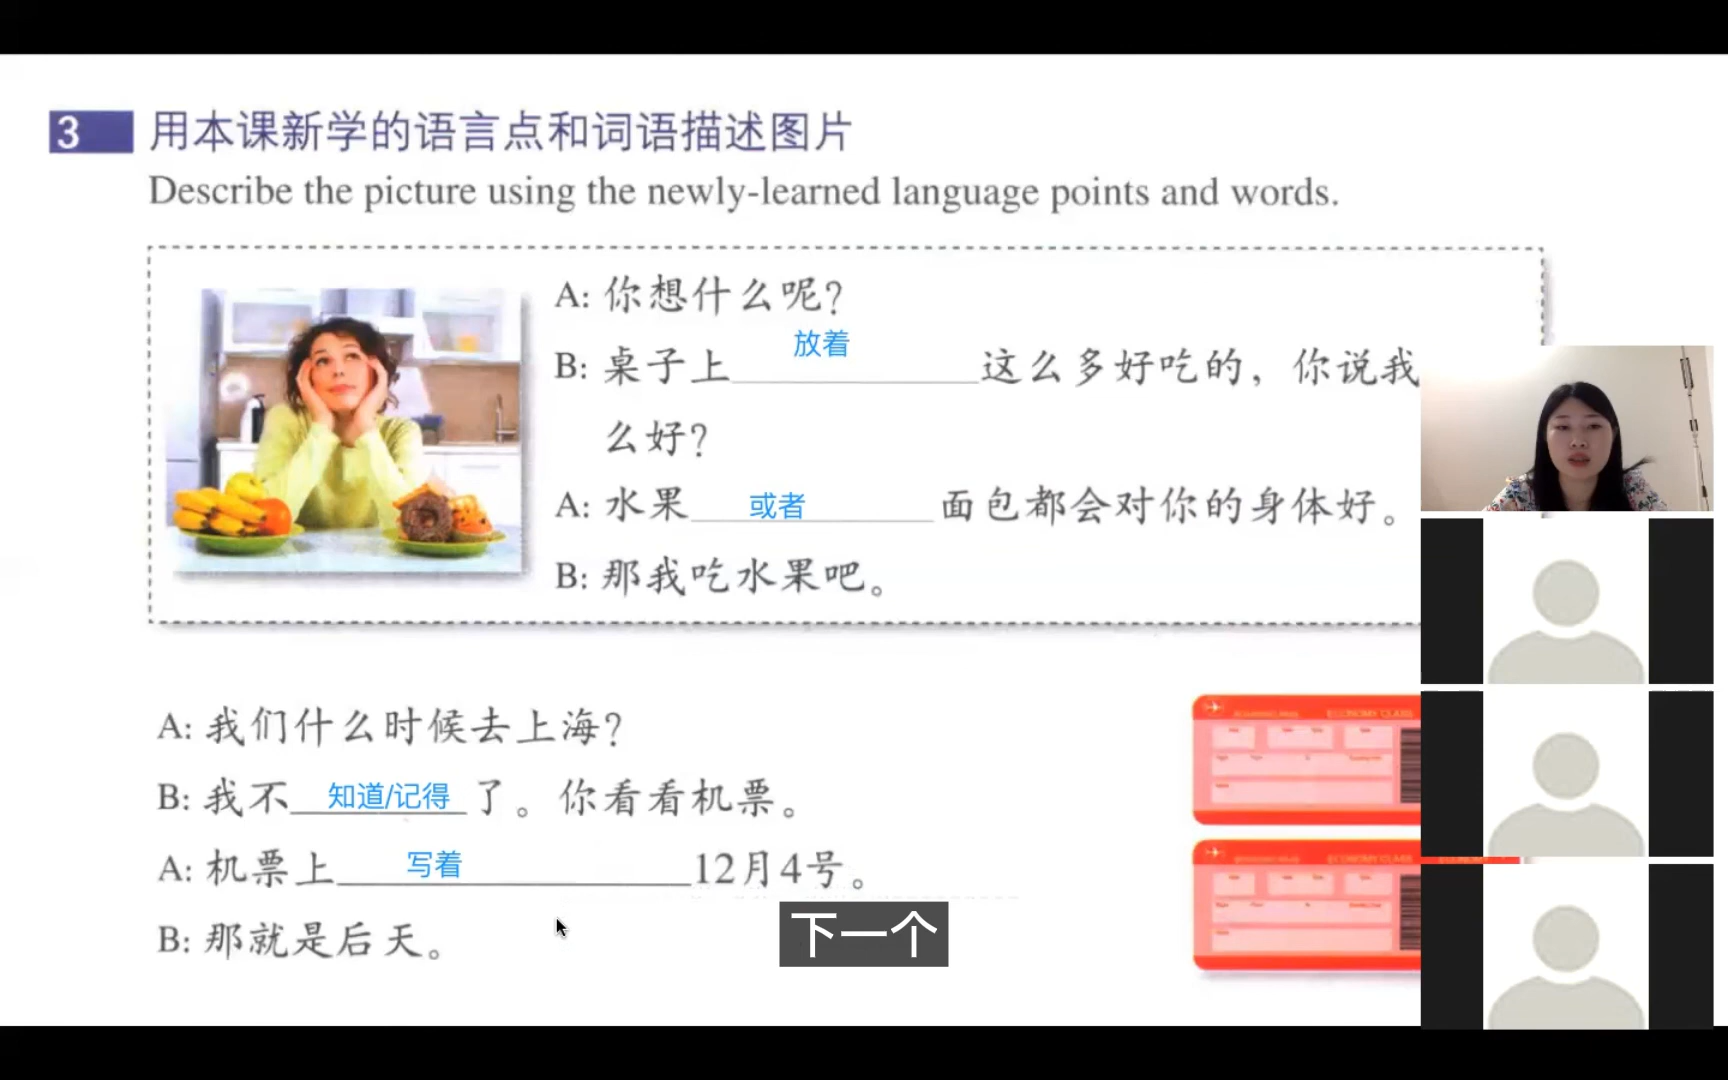 3 用本课新学的语言点和词语描述图片
Describe the picture using the newly-learned language points and words.
A: 你想什么呢？
B: 桌子上 放着 这么多好吃的，你说我
么好？
A: 水果 或者 面包都会对你的身体好。
B: 那我吃水果吧。
A: 我们什么时候去上海？
B: 我不 知道/记得 了。你看看机票。
A: 机票上 写着 12月4号。
B: 那就是后天。
ECONOMY CLASS
ECONOMY CLASS
下一个